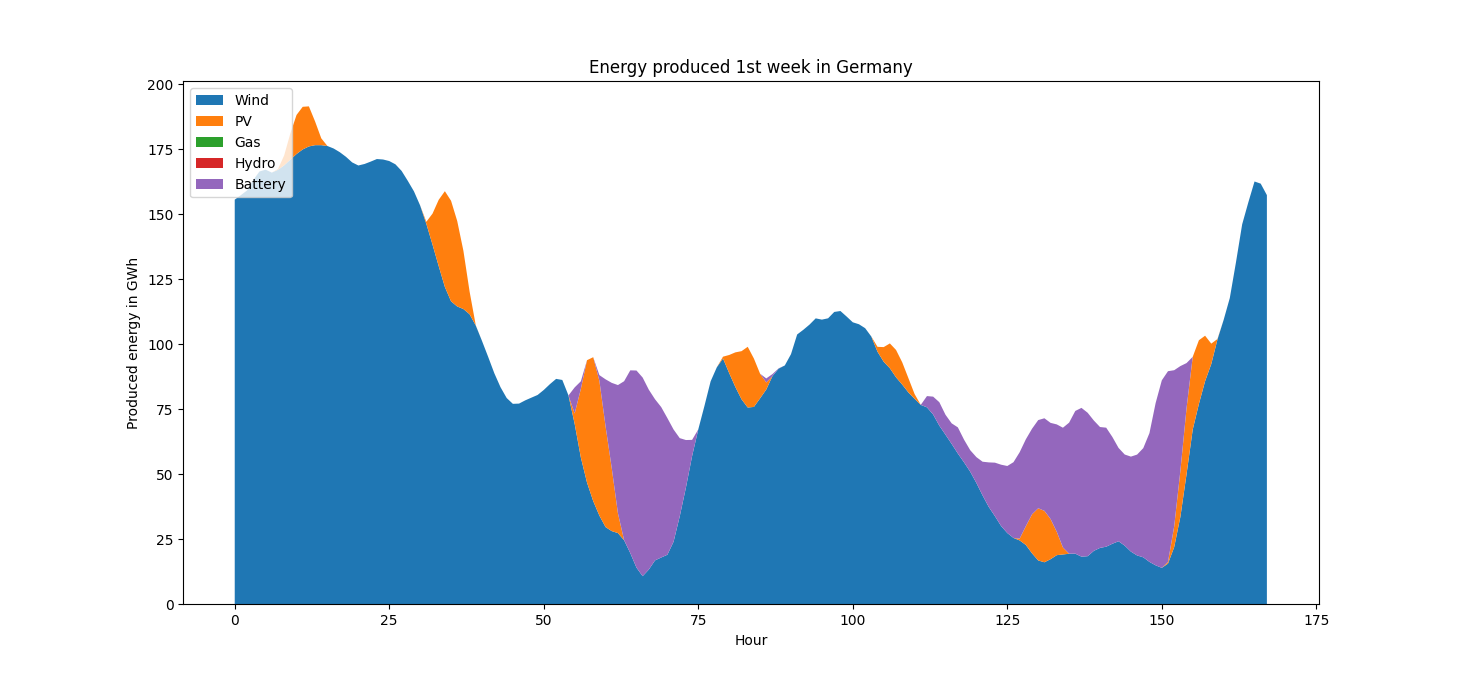 Energy produced 1st week in Germany
Produced energy in GWh
200
175
150
125
100
75
50
25
0
Wind
PV
Gas
Hydro
Battery
0 25 50 75 100 125 150 175
Hour